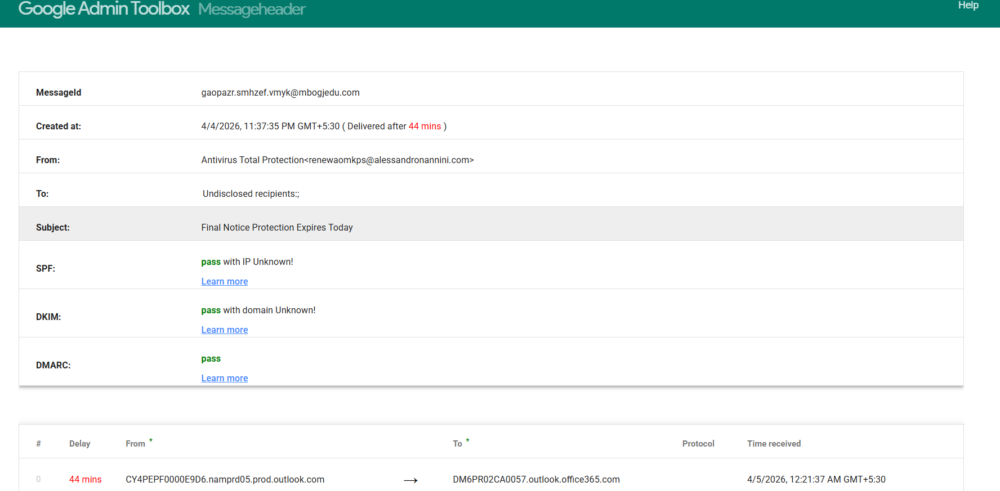 Google Admin Toolbox Messageheader
Help
MessageId gaopazr.smhzef.vmyk@mbogjedu.com
Created at: 4/4/2026, 11:37:35 PM GMT+5:30 ( Delivered after 44 mins )
From: Antivirus Total Protection<renewaomkps@alessandronannini.com>
To: Undisclosed recipients:;
Subject: Final Notice Protection Expires Today
SPF: pass with IP Unknown!
Learn more
DKIM: pass with domain Unknown!
Learn more
DMARC: pass
Learn more
# Delay From * To * Protocol Time received
0 44 mins CY4PEPF0000E9D6.namprd05.prod.outlook.com → DM6PR02CA0057.outlook.office365.com 4/5/2026, 12:21:37 AM GMT+5:30